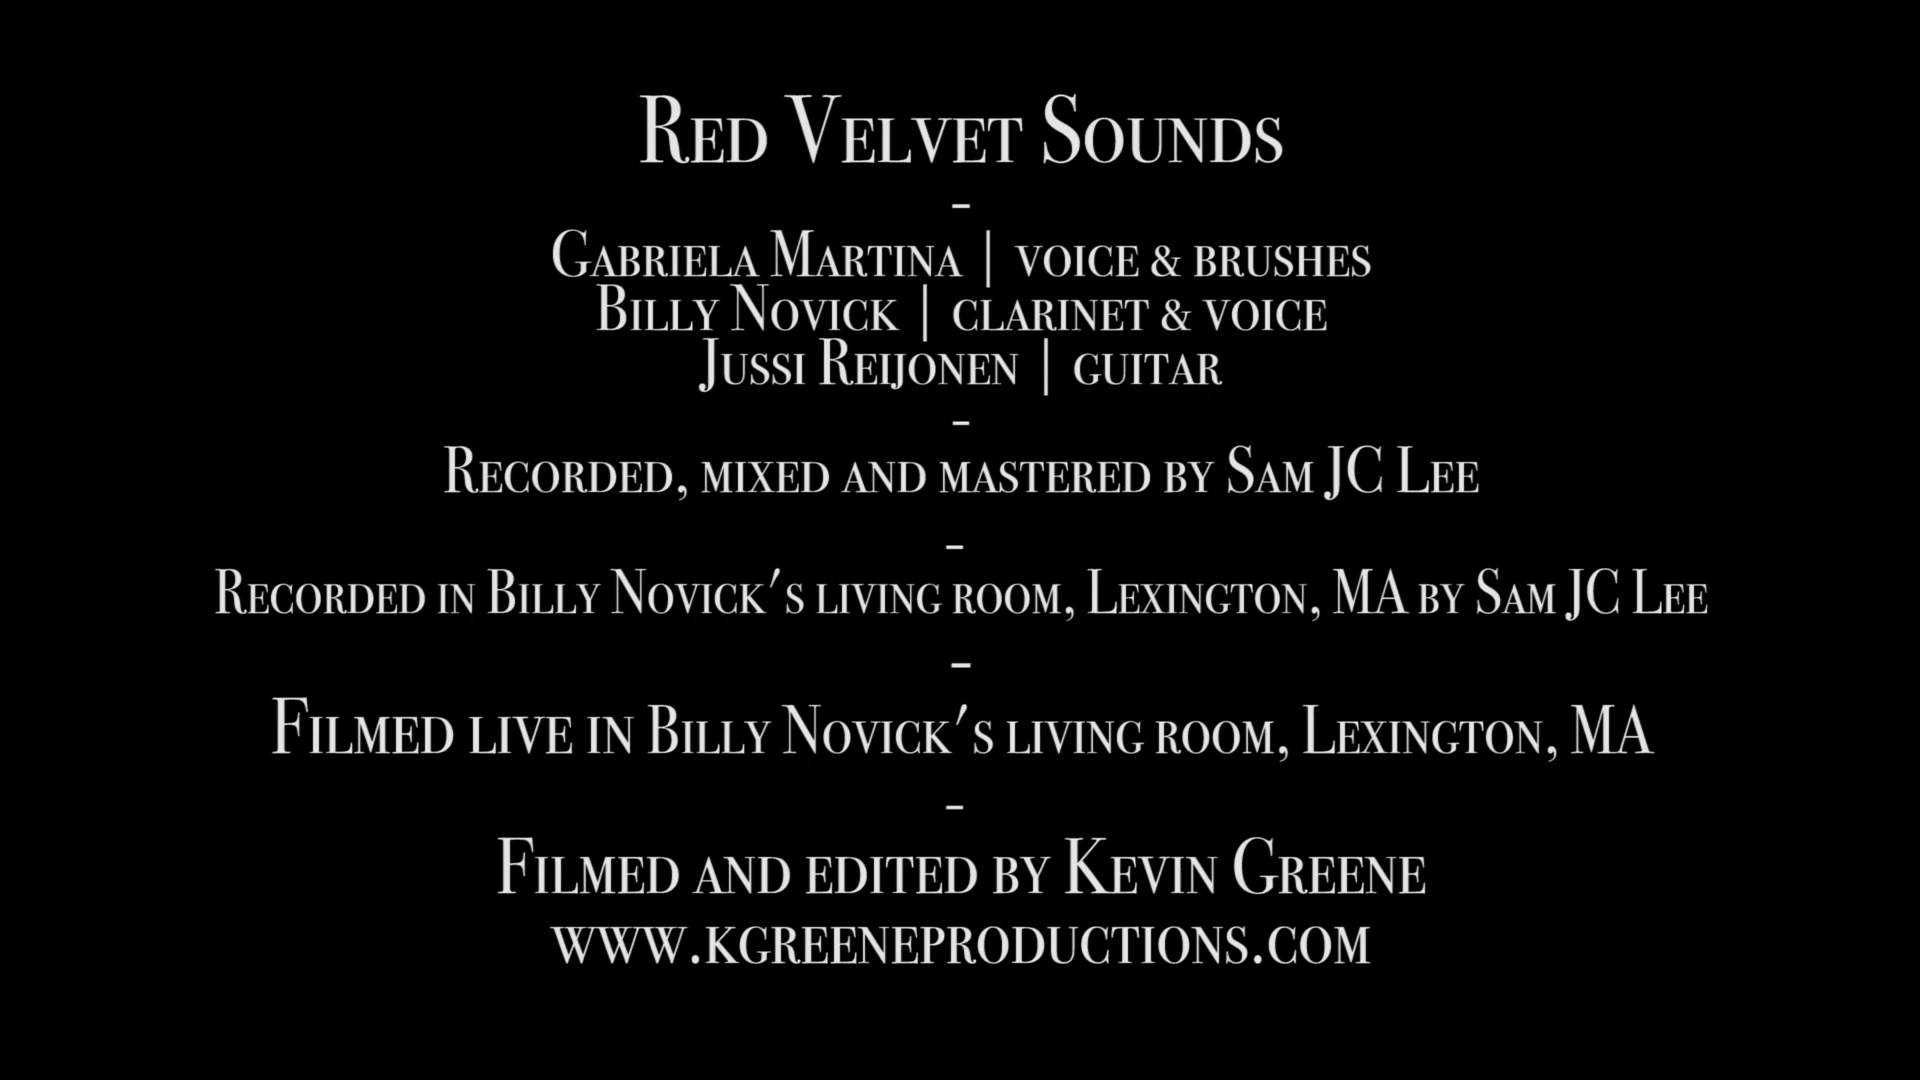 Red Velvet Sounds
-
Gabriela Martina | voice & brushes
Billy Novick | clarinet & voice
Jussi Reijonen | guitar
-
Recorded, mixed and mastered by Sam JC Lee
-
Recorded in Billy Novick's living room, Lexington, MA by Sam JC Lee
-
Filmed live in Billy Novick's living room, Lexington, MA
-
Filmed and edited by Kevin Greene
www.kgreeneproductions.com